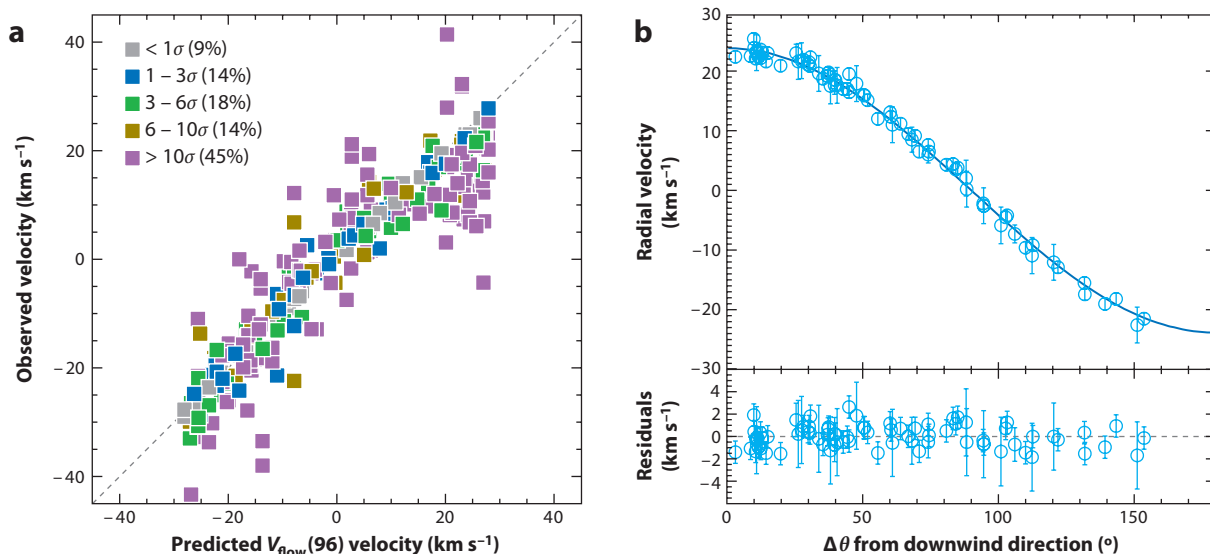 a
40
20
0
−20
−40
−40
−20
0
20
40
Observed velocity (km s⁻¹)
Predicted V_flow(96) velocity (km s⁻¹)
< 1σ (9%)
1 – 3σ (14%)
3 – 6σ (18%)
6 – 10σ (14%)
> 10σ (45%)
b
30
20
10
0
−10
−20
−30
Radial velocity
(km s⁻¹)
4
2
0
−2
−4
Residuals
(km s⁻¹)
0
50
100
150
Δθ from downwind direction (º)